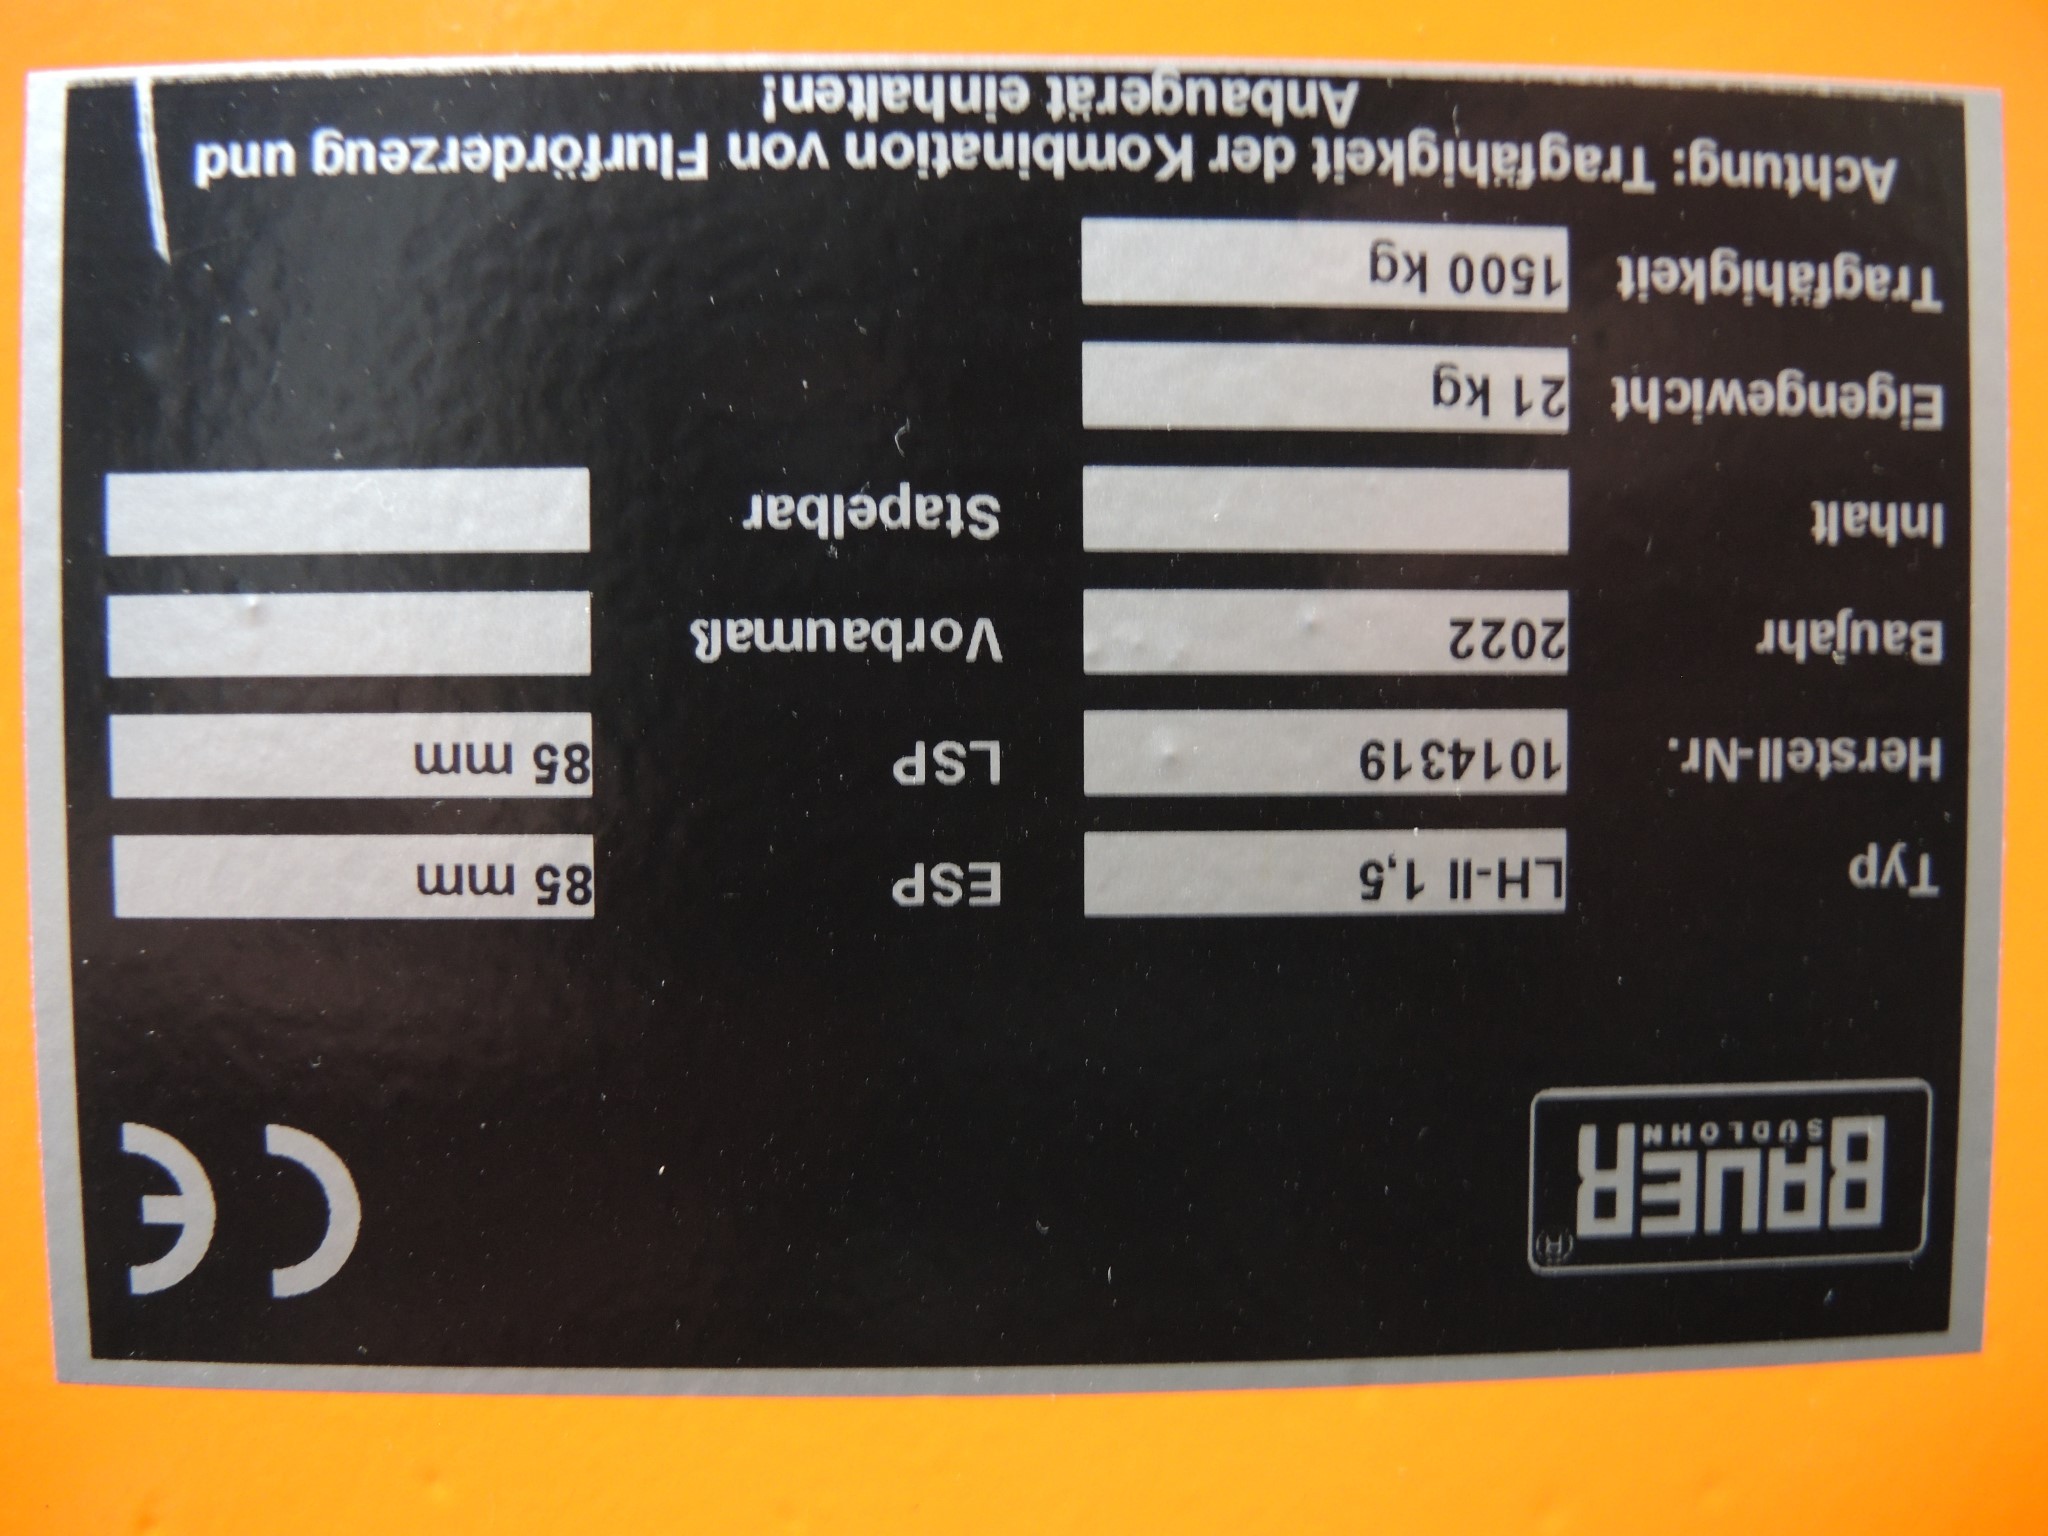 BAUER (R)
SÜDLOHN
CE
Typ LH-II 1,5 ESP 85 mm
Herstell-Nr. 1014319 LSP 85 mm
Baujahr 2022 Vorbaumaß
Inhalt Stapelbar
Eigengewicht 21 kg
Tragfähigkeit 1500 kg
Achtung: Tragfähigkeit der Kombination von Flurförderzeug und
Anbaugerät einhalten!